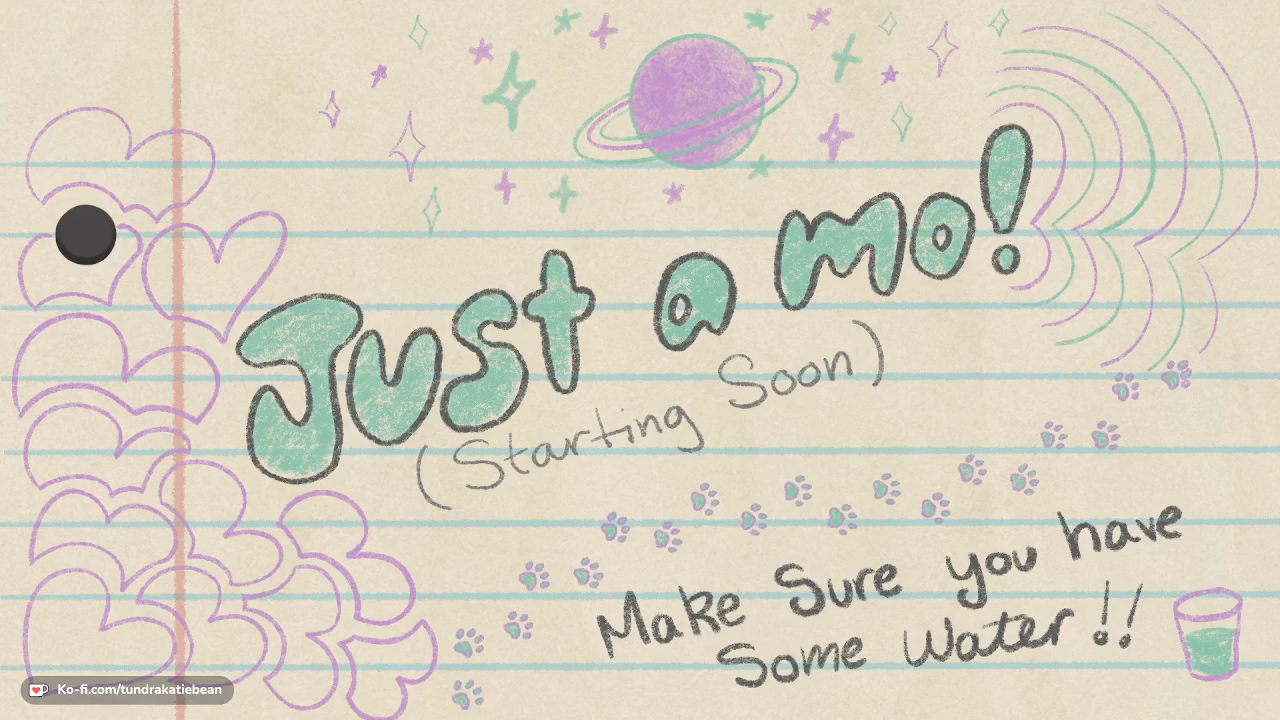 Just a mo!
(Starting Soon)
Make Sure you have
Some Water!!
Ko-fi.com/tundrakatiebean